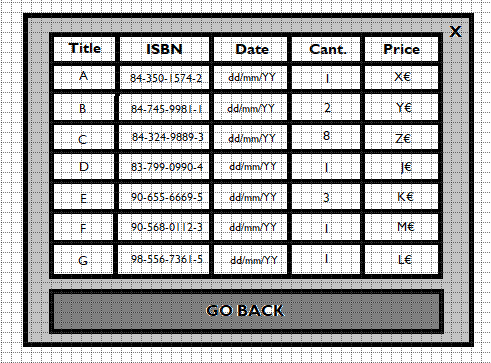 X
Title ISBN Date Cant. Price
A 84-350-1574-2 dd/mm/YY 1 X€
B 84-745-9981-1 dd/mm/YY 2 Y€
C 84-324-9889-3 dd/mm/YY 8 Z€
D 83-799-0990-4 dd/mm/YY 1 J€
E 90-655-6669-5 dd/mm/YY 3 K€
F 90-568-0112-3 dd/mm/YY 1 M€
G 98-556-7361-5 dd/mm/YY 1 L€
GO BACK